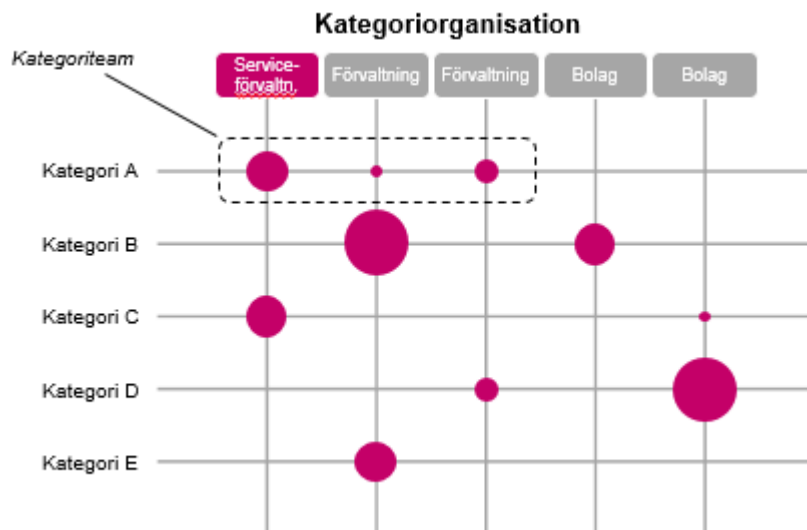 Kategoriorganisation
Kategoriteam
Service-
förvaltn.
Förvaltning
Förvaltning
Bolag
Bolag
Kategori A
Kategori B
Kategori C
Kategori D
Kategori E